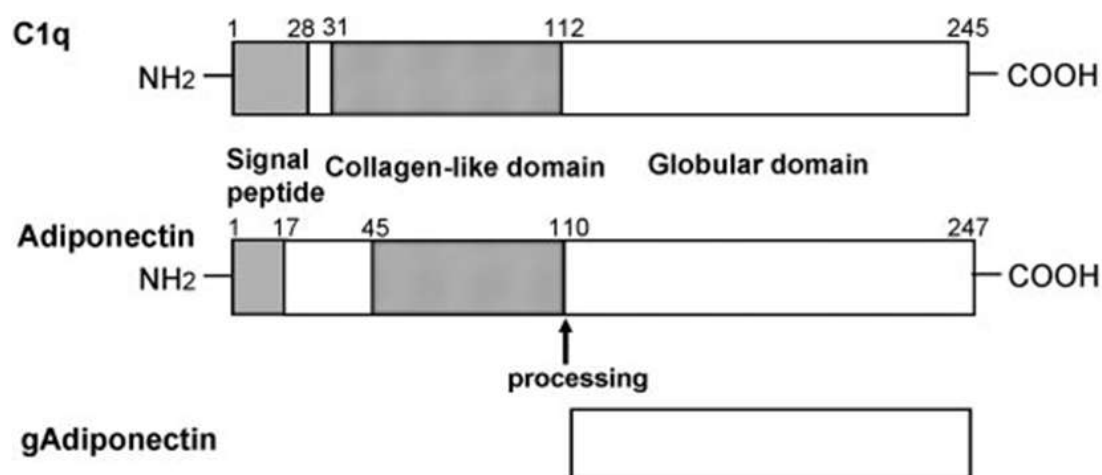 C1q
1 28 31 112 245
NH2 COOH
Signal
peptide
Collagen-like domain
Globular domain
Adiponectin
1 17 45 110 247
NH2 COOH
processing
gAdiponectin